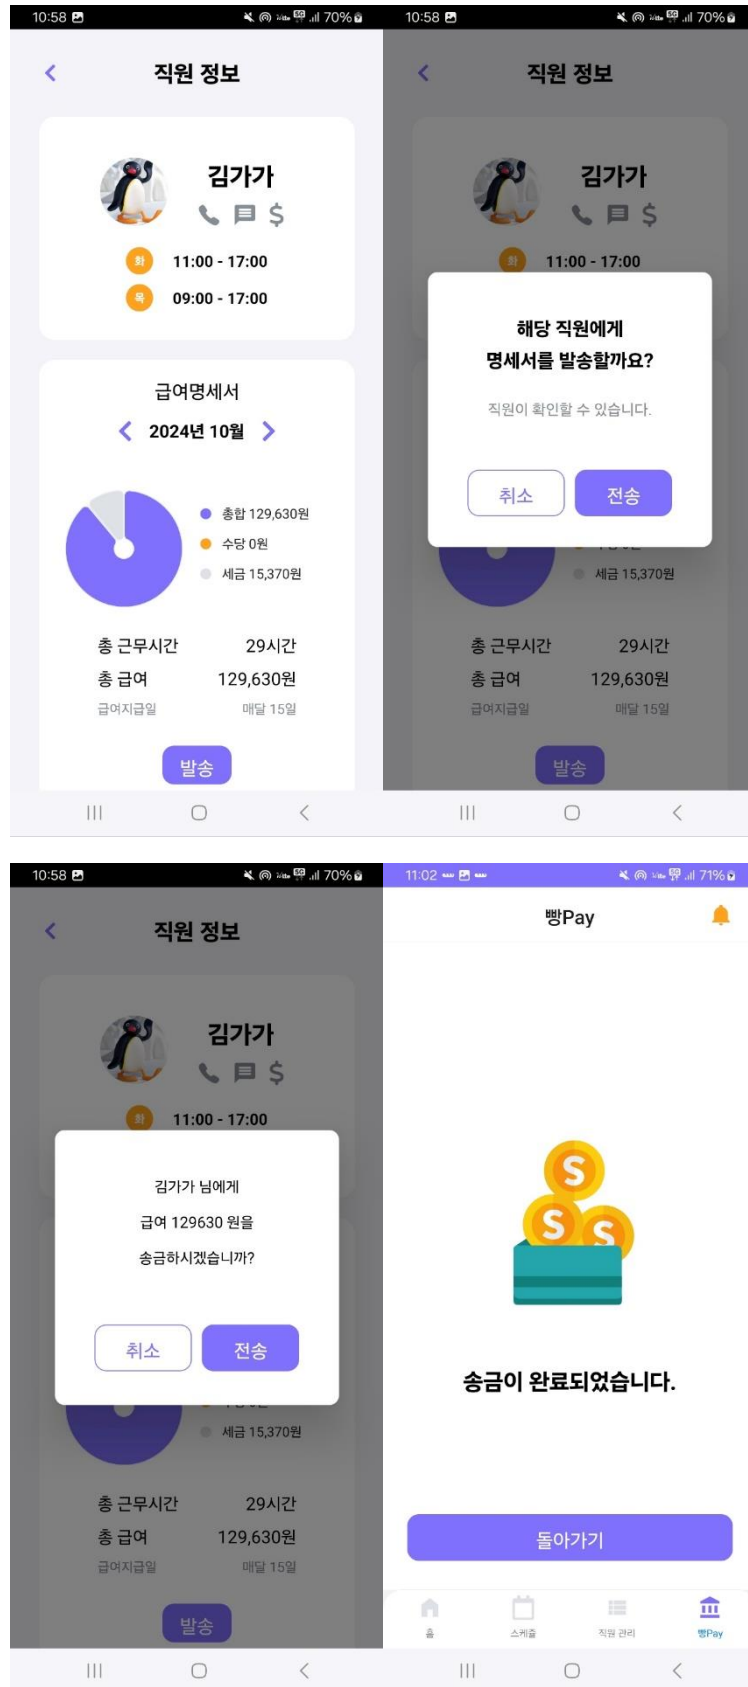 10:58
70%
직원 정보
김가가
화 11:00 - 17:00
목 09:00 - 17:00
급여명세서
2024년 10월
총합 129,630원
수당 0원
세금 15,370원
총 근무시간 29시간
총 급여 129,630원
급여지급일 매달 15일
발송
10:58
70%
직원 정보
김가가
화 11:00 - 17:00
해당 직원에게
명세서를 발송할까요?
직원이 확인할 수 있습니다.
취소 전송
세금 15,370원
총 근무시간 29시간
총 급여 129,630원
급여지급일 매달 15일
발송
10:58
70%
직원 정보
김가가
화 11:00 - 17:00
김가가 님에게
급여 129630 원을
송금하시겠습니까?
취소 전송
세금 15,370원
총 근무시간 29시간
총 급여 129,630원
급여지급일 매달 15일
발송
11:02
71%
빵Pay
송금이 완료되었습니다.
돌아가기
홈 스케줄 직원 관리 빵Pay